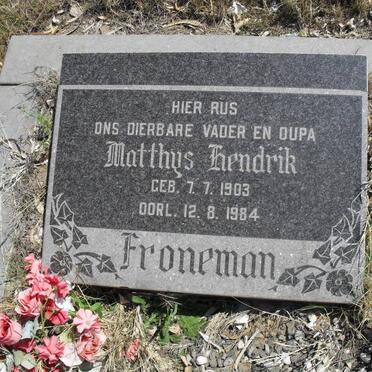 HIER RUS
ONS DIERBARE VADER EN OUPA
Matthys Hendrik
GEB. 7. 7. 1903
OORL. 12. 8. 1984
Froneman